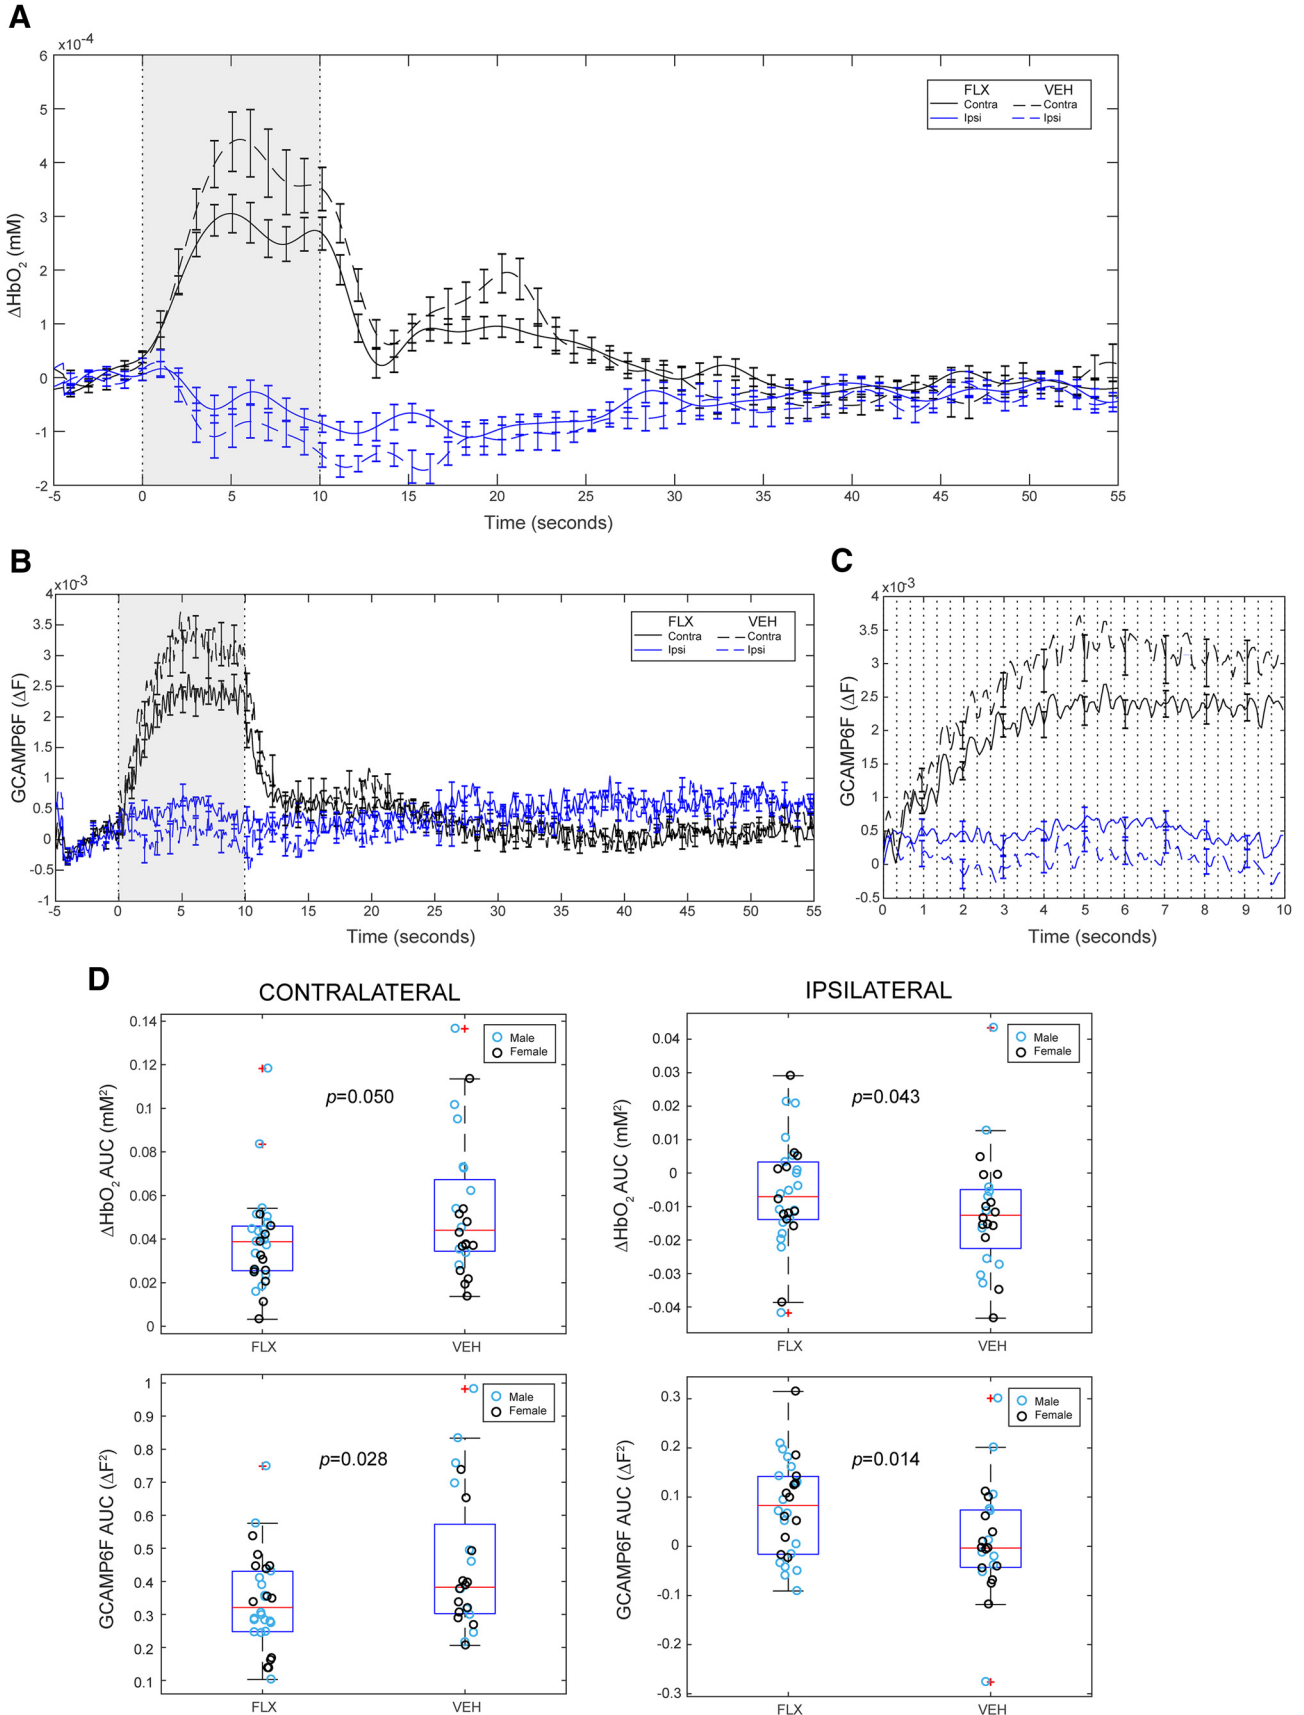 A
x10-4
6
5
4
3
2
1
0
-1
-2
ΔHbO2 (mM)
FLX VEH
Contra Contra
Ipsi Ipsi
-5 0 5 10 15 20 25 30 35 40 45 50 55
Time (seconds)
B
x10-3
4
3.5
3
2.5
2
1.5
1
0.5
0
-0.5
-1
GCAMP6F (ΔF)
FLX VEH
Contra Contra
Ipsi Ipsi
-5 0 5 10 15 20 25 30 35 40 45 50 55
Time (seconds)
C
x10-3
4
3.5
3
2.5
2
1.5
1
0.5
0
-0.5
GCAMP6F (ΔF)
0 1 2 3 4 5 6 7 8 9 10
Time (seconds)
D
CONTRALATERAL
0.14
0.12
0.1
0.08
0.06
0.04
0.02
0
ΔHbO2 AUC (mM2)
Male
Female
p=0.050
FLX VEH
IPSILATERAL
0.04
0.03
0.02
0.01
0
-0.01
-0.02
-0.03
-0.04
ΔHbO2 AUC (mM2)
Male
Female
p=0.043
FLX VEH
1
0.9
0.8
0.7
0.6
0.5
0.4
0.3
0.2
0.1
GCAMP6F AUC (ΔF2)
Male
Female
p=0.028
FLX VEH
0.3
0.2
0.1
0
-0.1
-0.2
-0.3
GCAMP6F AUC (ΔF2)
Male
Female
p=0.014
FLX VEH